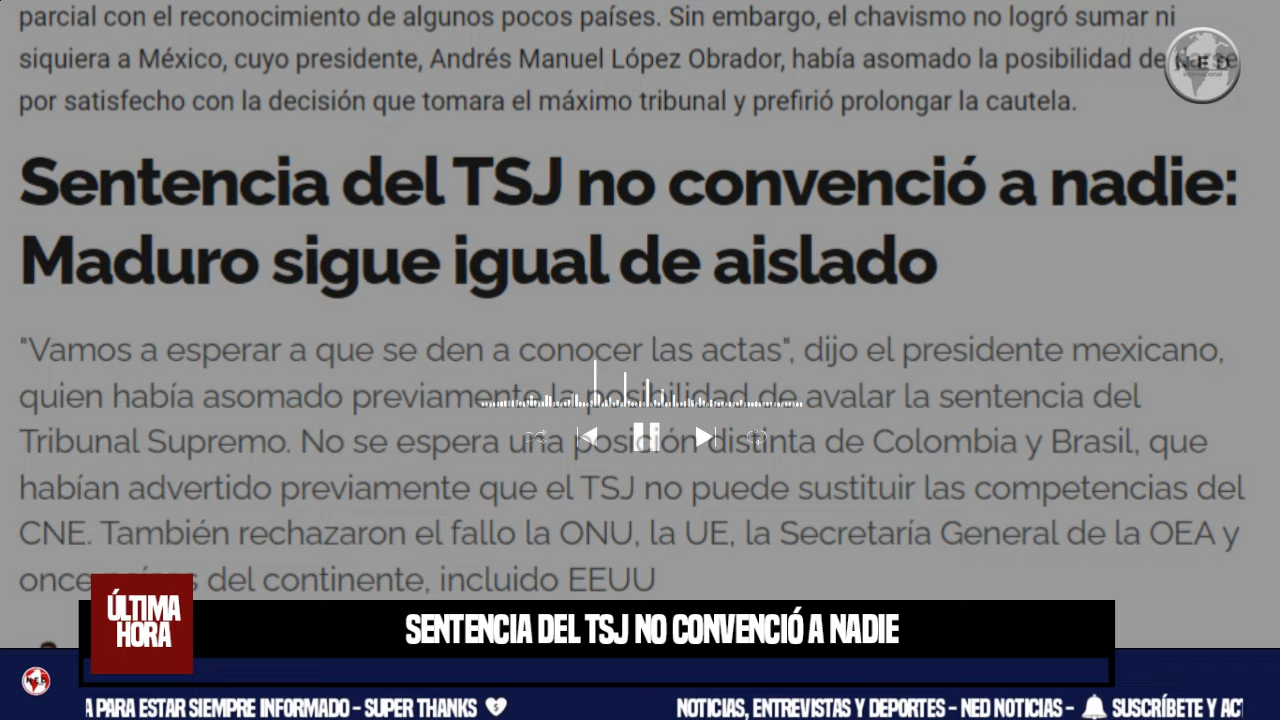 parcial con el reconocimiento de algunos pocos países. Sin embargo, el chavismo no logró sumar ni
siquiera a México, cuyo presidente, Andrés Manuel López Obrador, había asomado la posibilidad de
NED
International
por satisfecho con la decisión que tomara el máximo tribunal y prefirió prolongar la cautela.
Sentencia del TSJ no convenció a nadie:
Maduro sigue igual de aislado
"Vamos a esperar a que se den a conocer las actas", dijo el presidente mexicano,
quien había asomado previamente la posibilidad de avalar la sentencia del
Tribunal Supremo. No se espera una posición distinta de Colombia y Brasil, que
habían advertido previamente que el TSJ no puede sustituir las competencias del
CNE. También rechazaron el fallo la ONU, la UE, la Secretaría General de la OEA y
once países del continente, incluido EEUU
ÚLTIMA
HORA
SENTENCIA DEL TSJ NO CONVENCIÓ A NADIE
NED
A PARA ESTAR SIEMPRE INFORMADO - SUPER THANKS NOTICIAS, ENTREVISTAS Y DEPORTES - NED NOTICIAS - SUSCRÍBETE Y ACT